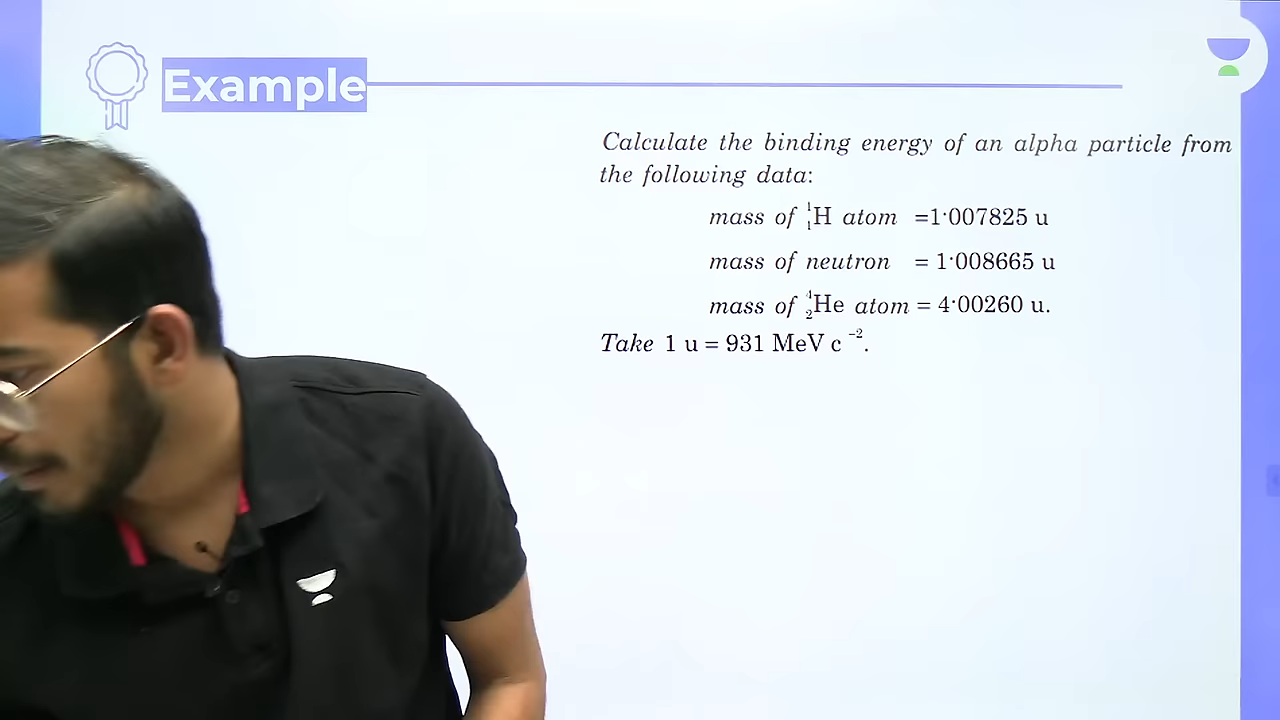 Example
Calculate the binding energy of an alpha particle from
the following data:
mass of ¹₁H atom =1·007825 u
mass of neutron = 1·008665 u
mass of ⁴₂He atom = 4·00260 u.
Take 1 u = 931 MeV c ⁻².